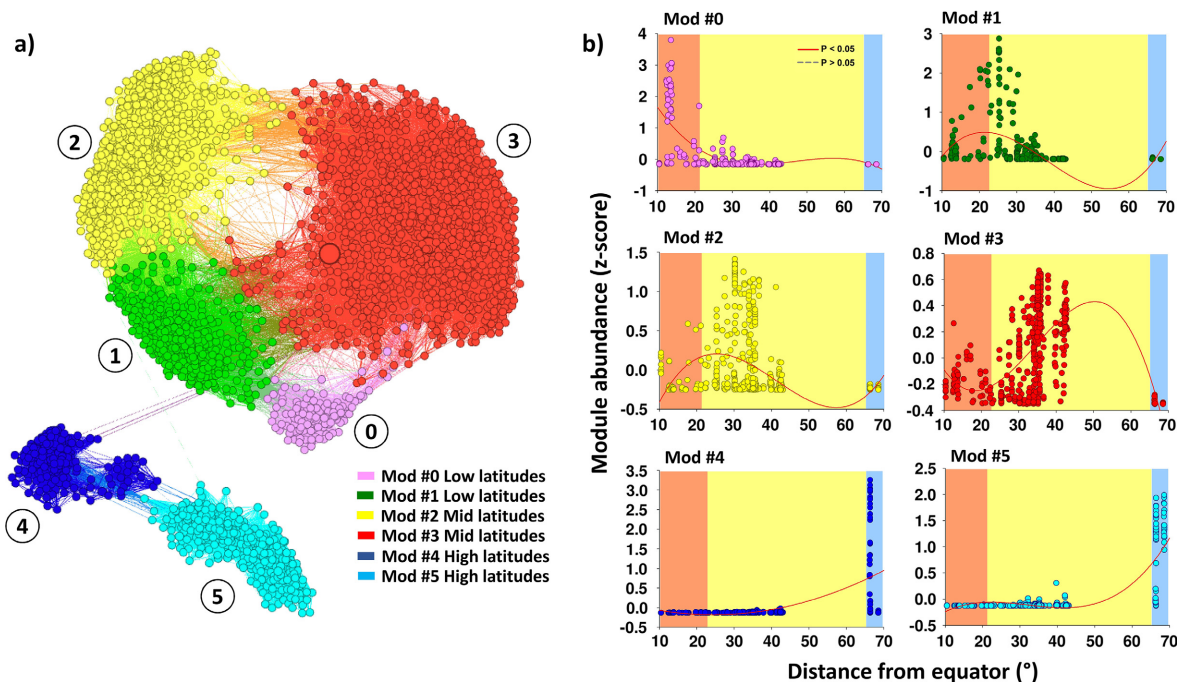 a)
2
3
1
0
4
5
Mod #0 Low latitudes
Mod #1 Low latitudes
Mod #2 Mid latitudes
Mod #3 Mid latitudes
Mod #4 High latitudes
Mod #5 High latitudes
b)
Module abundance (z-score)
Mod #0
4
3
2
1
0
-1
P < 0.05
P > 0.05
10 20 30 40 50 60 70
Mod #1
3
2
1
0
-1
10 20 30 40 50 60 70
Mod #2
1.5
1.0
0.5
0.0
-0.5
10 20 30 40 50 60 70
Mod #3
0.8
0.6
0.4
0.2
0.0
-0.2
-0.4
10 20 30 40 50 60 70
Mod #4
3.5
3.0
2.5
2.0
1.5
1.0
0.5
0.0
-0.5
10 20 30 40 50 60 70
Mod #5
2.5
2.0
1.5
1.0
0.5
0.0
-0.5
10 20 30 40 50 60 70
Distance from equator (°)